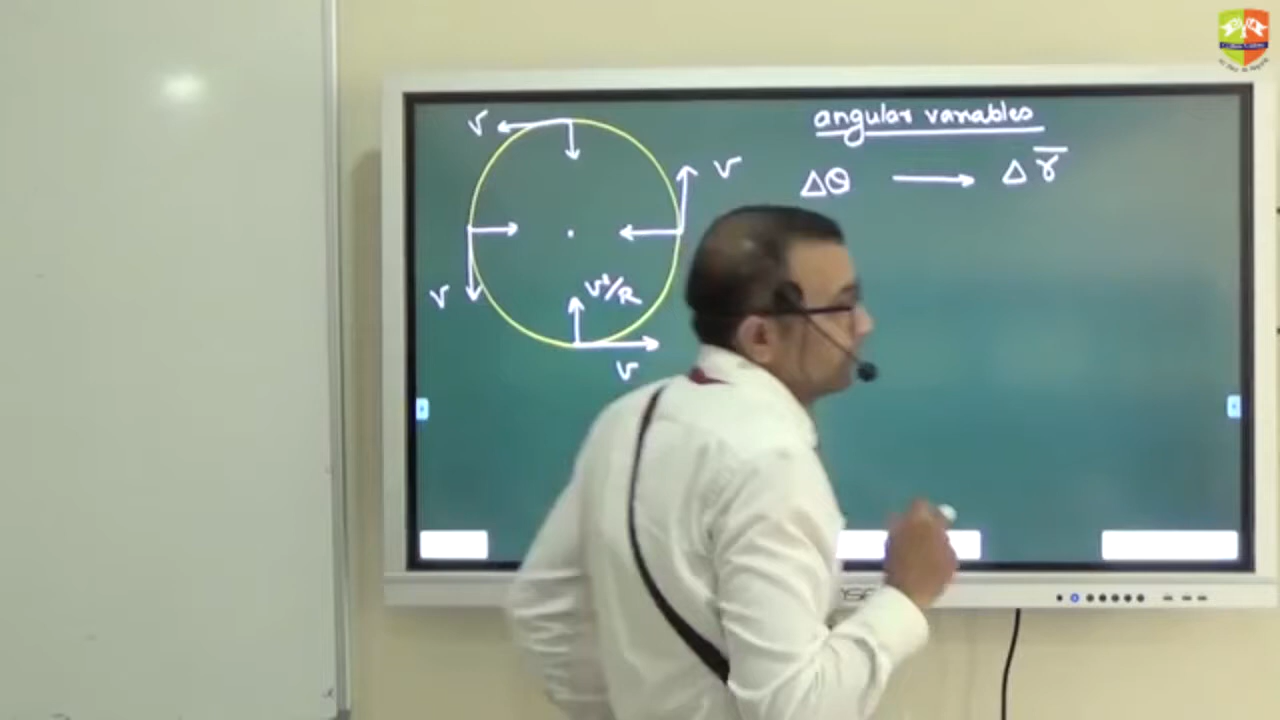 angular variables
Δθ → Δr̅
v
v
v
v²/R
v